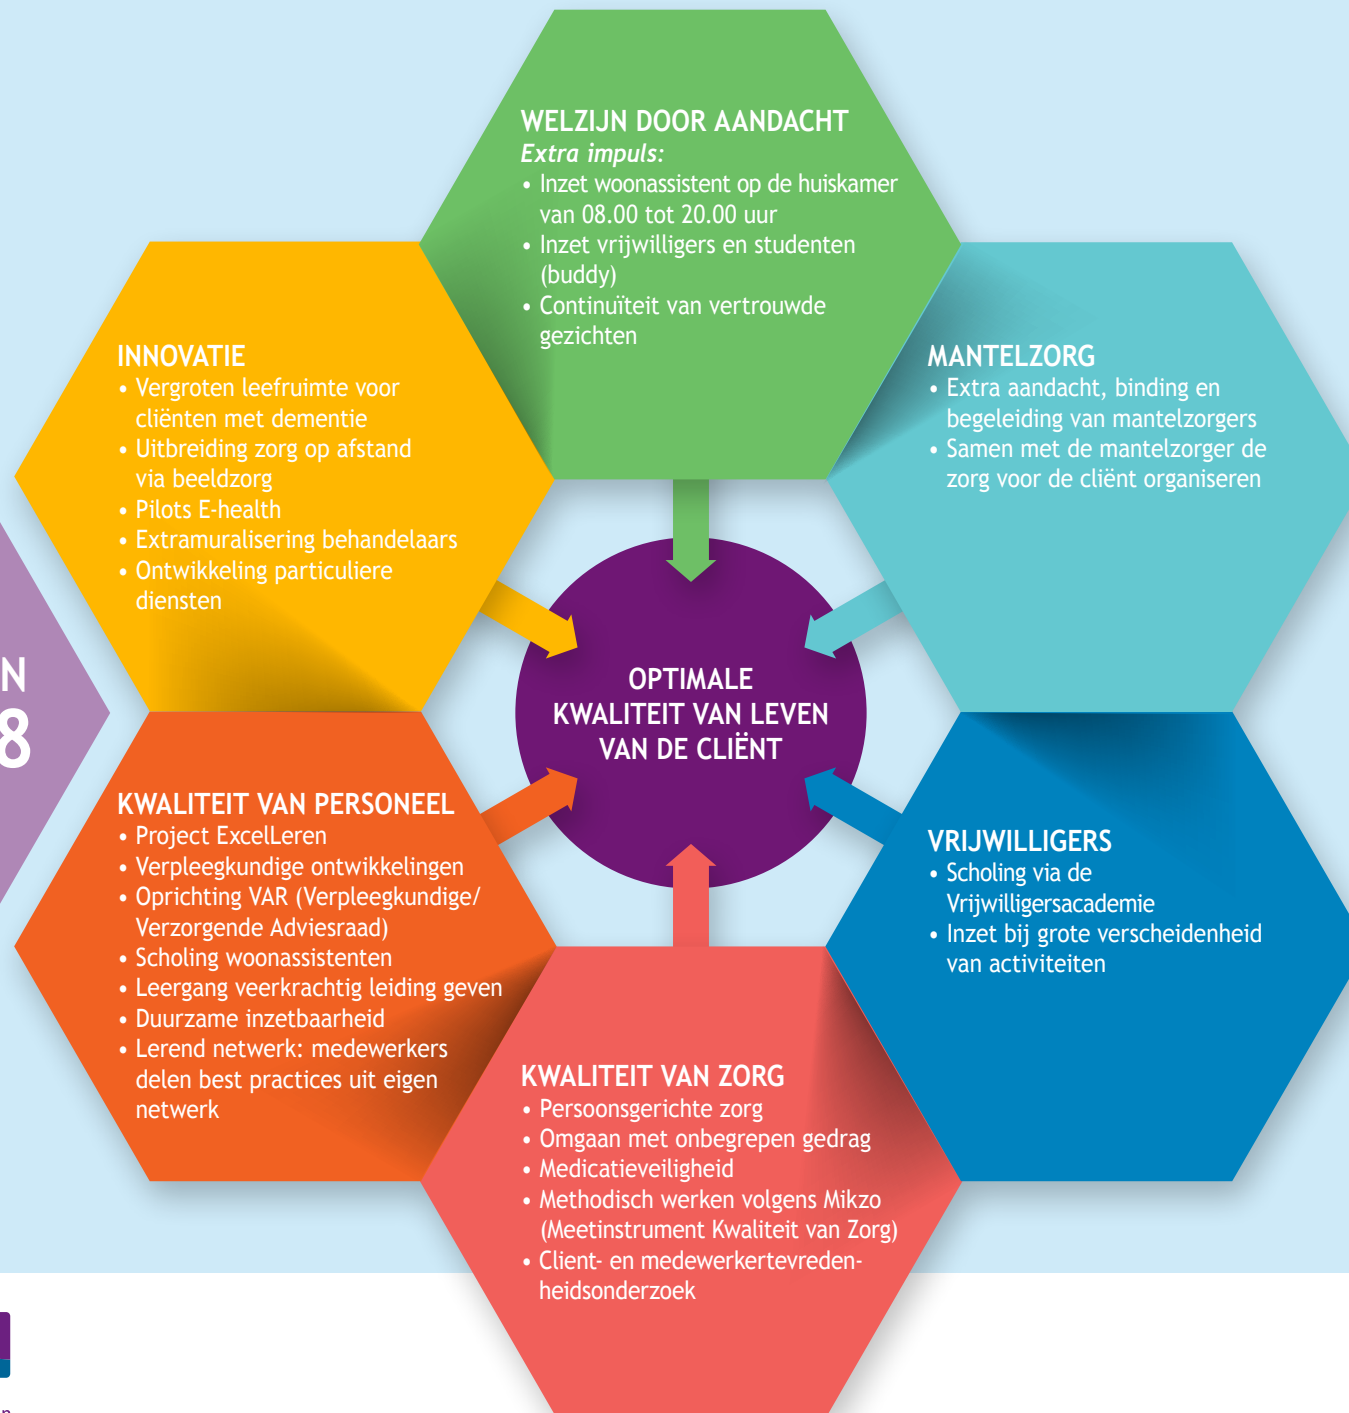 WELZIJN DOOR AANDACHT
Extra impuls:
• Inzet woonassistent op de huiskamer
van 08.00 tot 20.00 uur
• Inzet vrijwilligers en studenten
(buddy)
• Continuïteit van vertrouwde
gezichten
INNOVATIE
• Vergroten leefruimte voor
cliënten met dementie
• Uitbreiding zorg op afstand
via beeldzorg
• Pilots E-health
• Extramuralisering behandelaars
• Ontwikkeling particuliere
diensten
MANTELZORG
• Extra aandacht, binding en
begeleiding van mantelzorgers
• Samen met de mantelzorger de
zorg voor de cliënt organiseren
N
8
OPTIMALE
KWALITEIT VAN LEVEN
VAN DE CLIËNT
KWALITEIT VAN PERSONEEL
• Project ExcelLeren
• Verpleegkundige ontwikkelingen
• Oprichting VAR (Verpleegkundige/
Verzorgende Adviesraad)
• Scholing woonassistenten
• Leergang veerkrachtig leiding geven
• Duurzame inzetbaarheid
• Lerend netwerk: medewerkers
delen best practices uit eigen
netwerk
VRIJWILLIGERS
• Scholing via de
Vrijwilligersacademie
• Inzet bij grote verscheidenheid
van activiteiten
KWALITEIT VAN ZORG
• Persoonsgerichte zorg
• Omgaan met onbegrepen gedrag
• Medicatieveiligheid
• Methodisch werken volgens Mikzo
(Meetinstrument Kwaliteit van Zorg)
• Client- en medewerkertevreden-
heidsonderzoek
n